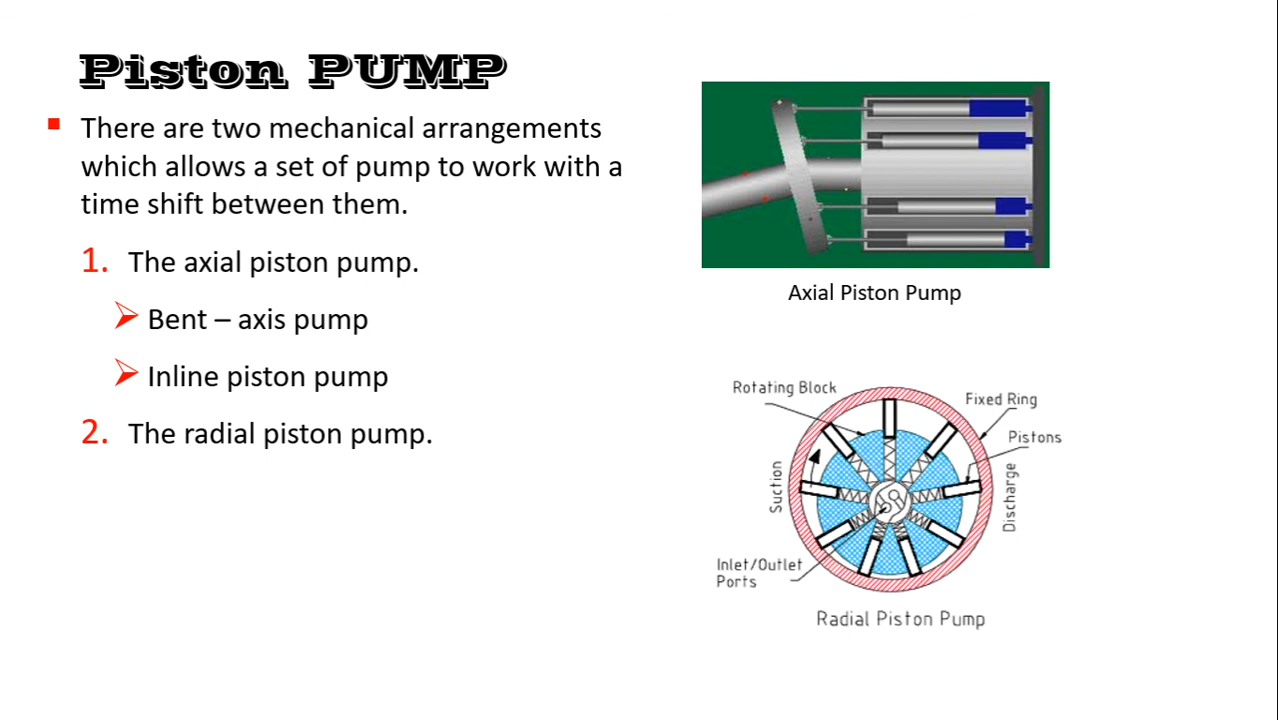 Piston PUMP
There are two mechanical arrangements
which allows a set of pump to work with a
time shift between them.
1. The axial piston pump.
Bent – axis pump
Inline piston pump
2. The radial piston pump.
Axial Piston Pump
Rotating Block
Fixed Ring
Pistons
Suction
Discharge
Inlet/Outlet
Ports
Radial Piston Pump